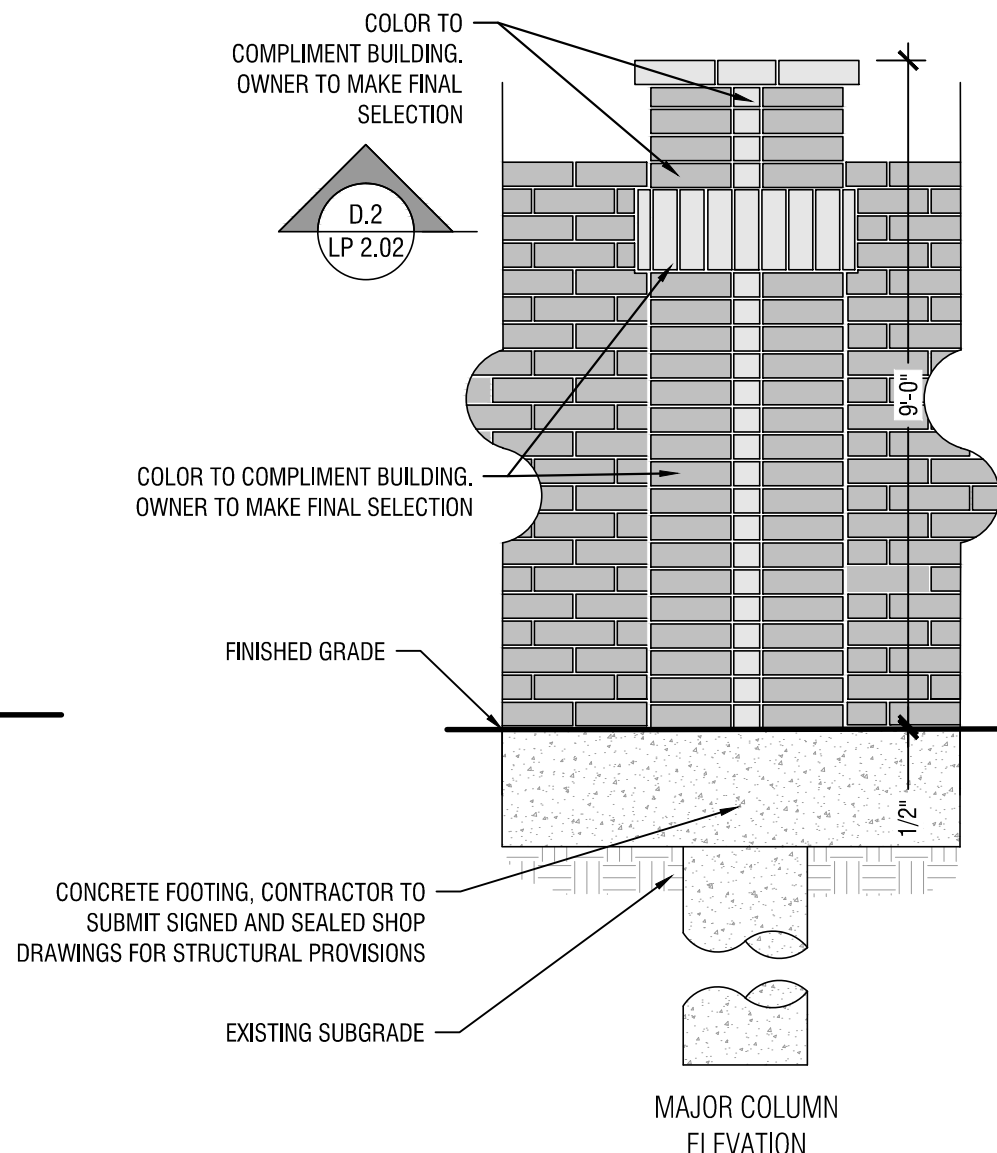 COLOR TO
COMPLIMENT BUILDING.
OWNER TO MAKE FINAL
SELECTION
D.2
LP 2.02
9'-0"
COLOR TO COMPLIMENT BUILDING.
OWNER TO MAKE FINAL SELECTION
FINISHED GRADE
1/2"
CONCRETE FOOTING, CONTRACTOR TO
SUBMIT SIGNED AND SEALED SHOP
DRAWINGS FOR STRUCTURAL PROVISIONS
EXISTING SUBGRADE
MAJOR COLUMN
ELEVATION